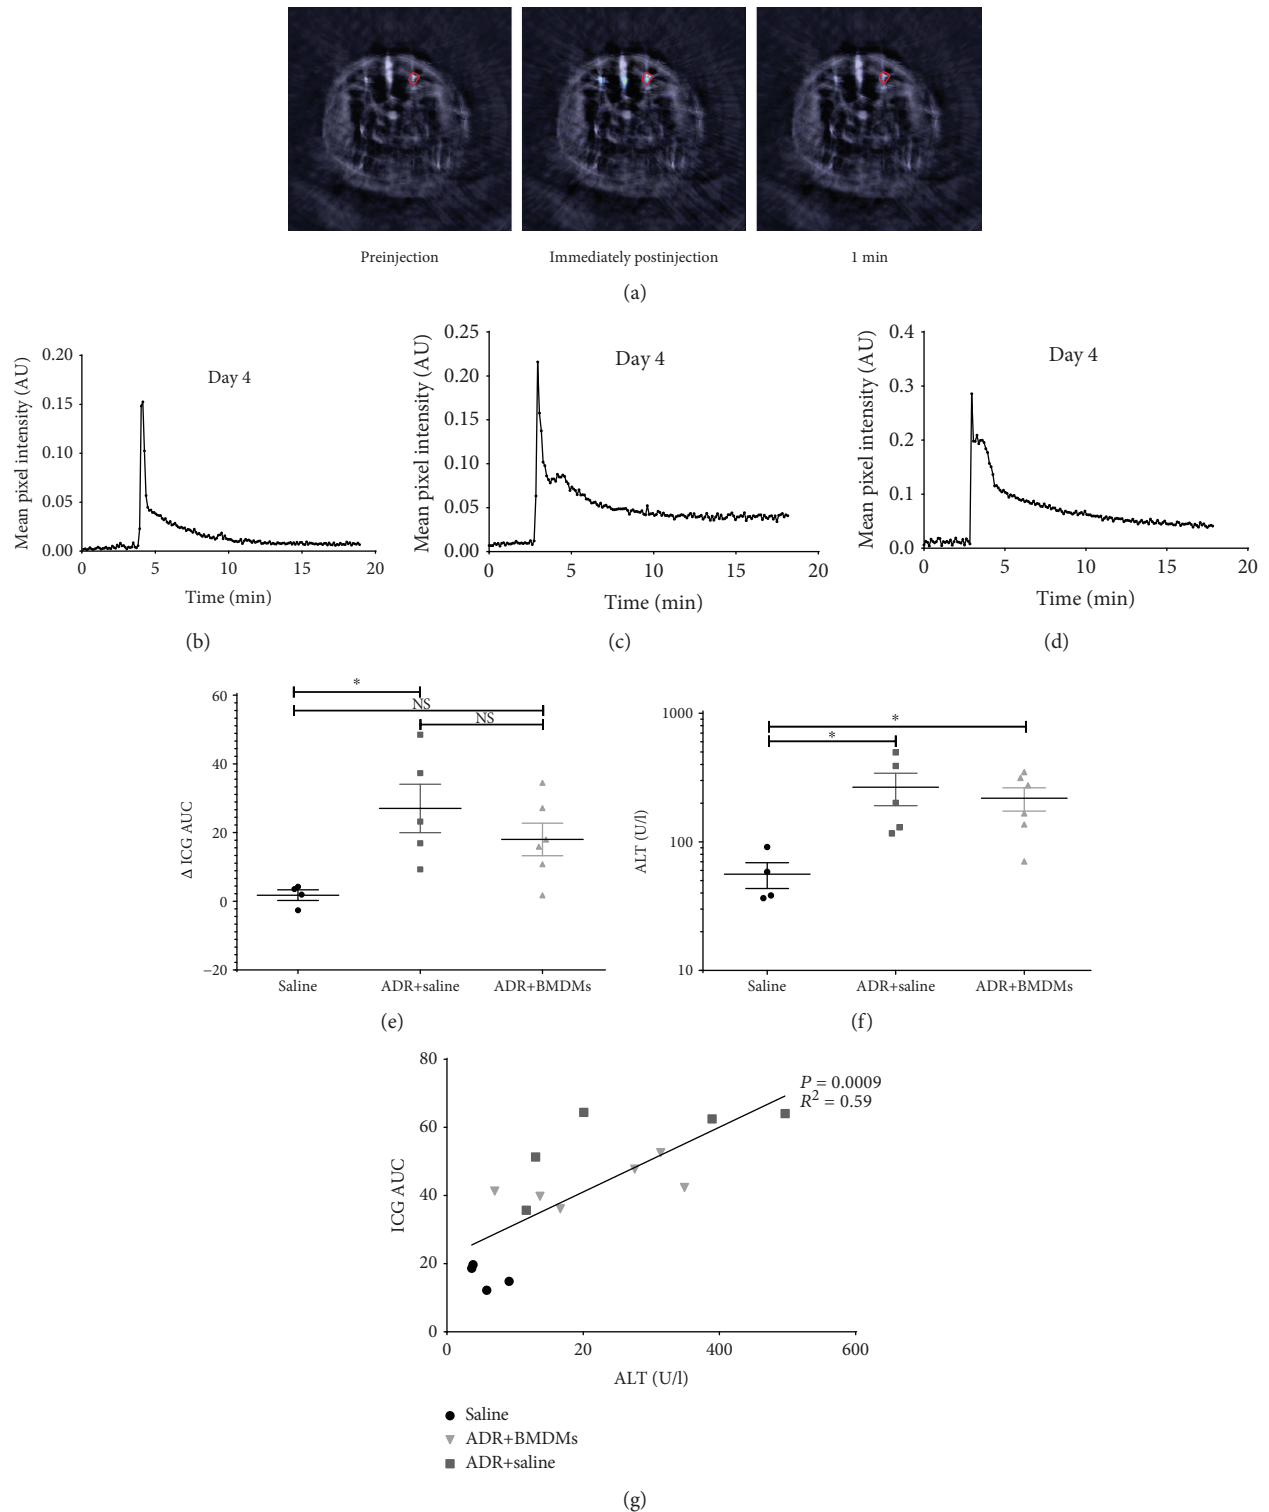 Preinjection
Immediately postinjection
1 min
(a)
0.20
0.15
0.10
0.05
0.00
Mean pixel intensity (AU)
Day 4
0 5 10 15 20
Time (min)
(b)
0.25
0.20
0.15
0.10
0.05
0.00
Mean pixel intensity (AU)
Day 4
0 5 10 15 20
Time (min)
(c)
0.4
0.3
0.2
0.1
0.0
Mean pixel intensity (AU)
Day 4
0 5 10 15 20
Time (min)
(d)
60
40
20
0
−20
Δ ICG AUC
*
NS
NS
Saline ADR+saline ADR+BMDMs
(e)
1000
100
10
ALT (U/l)
*
*
Saline ADR+saline ADR+BMDMs
(f)
80
60
40
20
0
ICG AUC
P = 0.0009
R² = 0.59
0 20 400 600
ALT (U/l)
Saline
ADR+BMDMs
ADR+saline
(g)